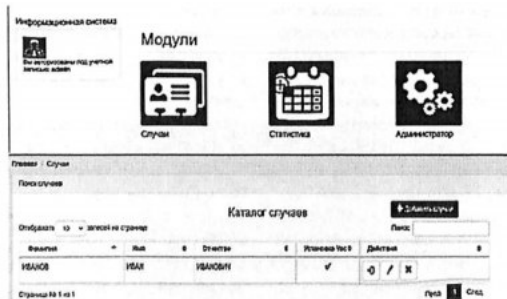 Информационная система
Вы авторизованы под учетной
записью admin
Модули
Случаи
Статистика
Администратор
Главная / Случаи
Поиск случаев
Каталог случаев
Добавить случай
Отображать 10 записей на страницу
Поиск:
Фамилия Имя Отчество Установка Действия
ИВАНОВ ИВАН ИВАНОВИЧ
Страница № 1 из 1
Пред. 1 След.